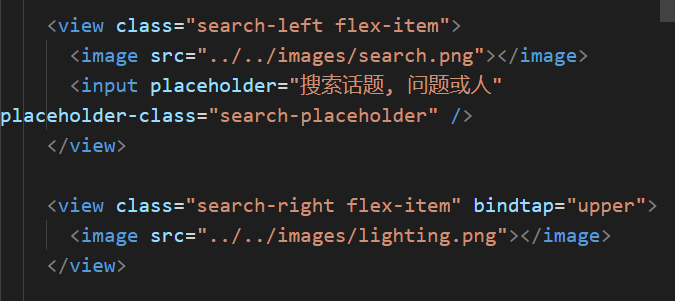 <view class="search-left flex-item">
<image src="../../images/search.png"></image>
<input placeholder="搜索话题, 问题或人"
placeholder-class="search-placeholder" />
</view>
<view class="search-right flex-item" bindtap="upper">
<image src="../../images/lighting.png"></image>
</view>